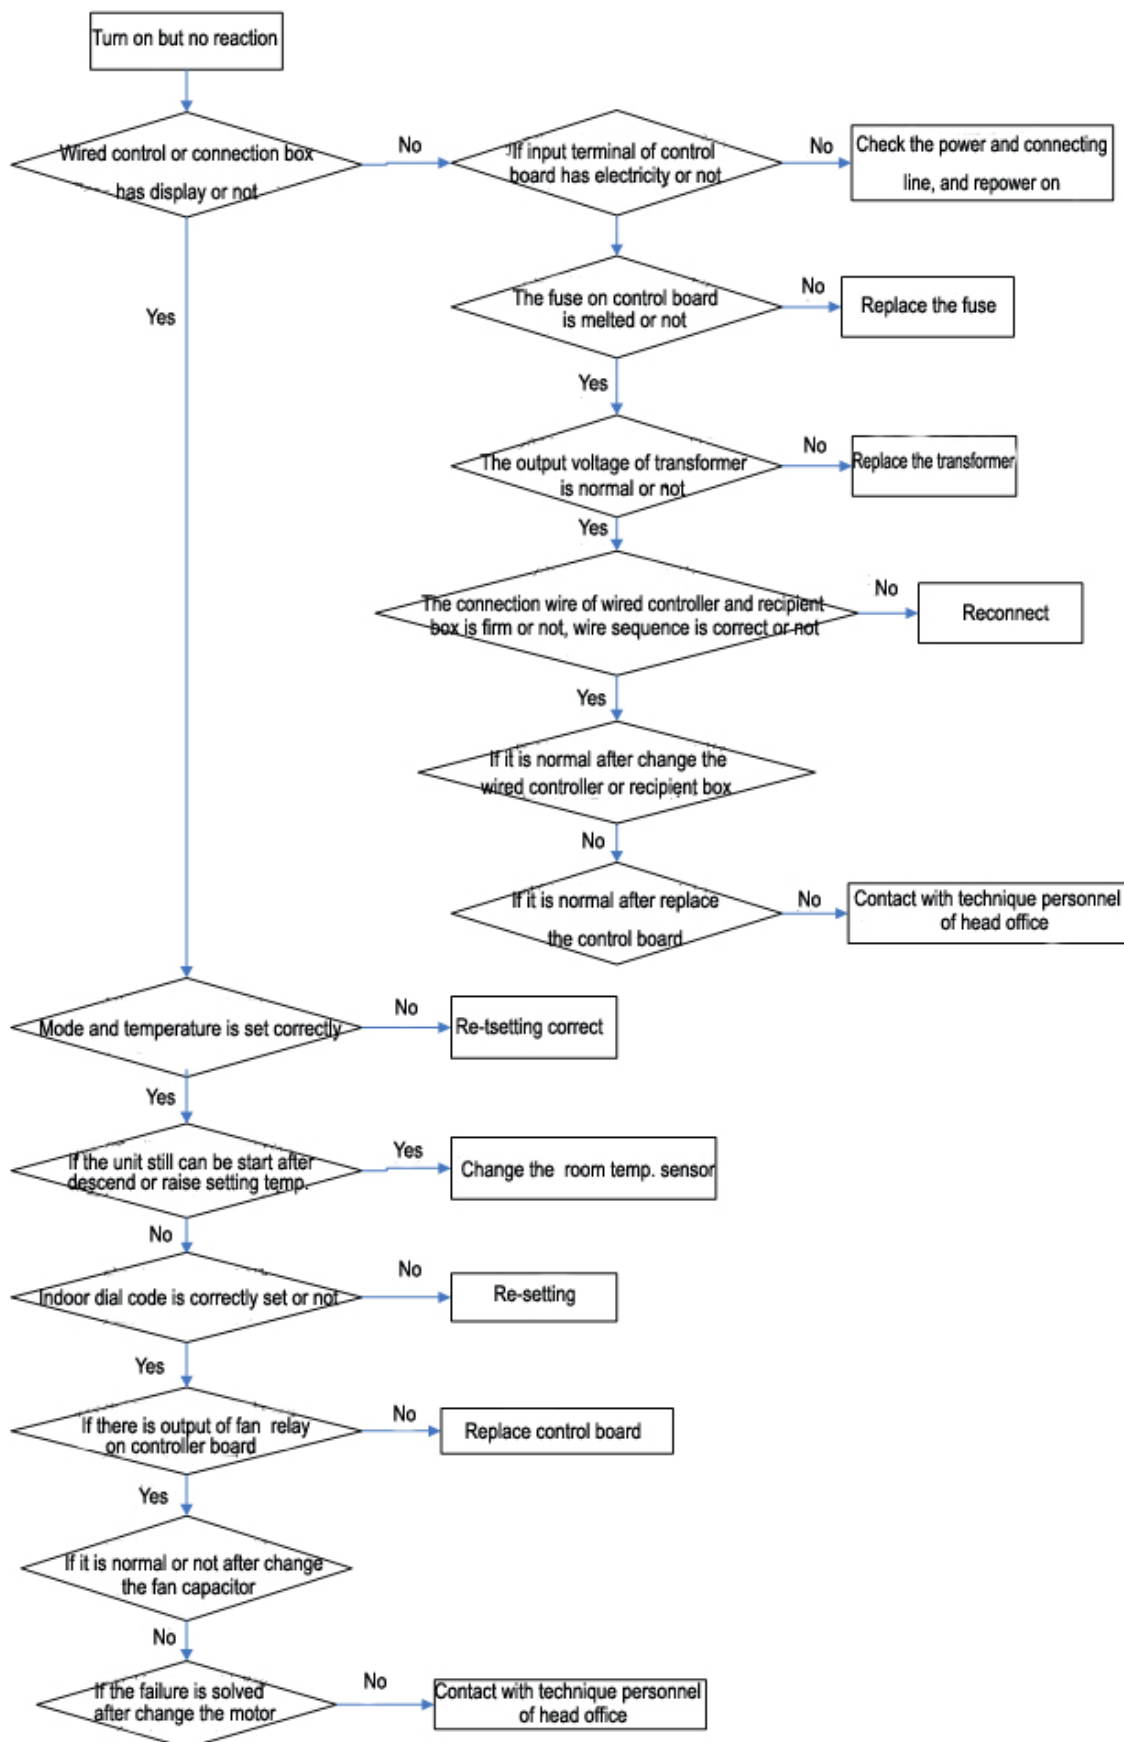 Turn on but no reaction
Wired control or connection box
has display or not
No
If input terminal of control
board has electricity or not
No
Check the power and connecting
line, and repower on
Yes
The fuse on control board
is melted or not
No
Replace the fuse
Yes
The output voltage of transformer
is normal or not
No
Replace the transformer
Yes
The connection wire of wired controller and recipient
box is firm or not, wire sequence is correct or not
No
Reconnect
Yes
If it is normal after change the
wired controller or recipient box
No
If it is normal after replace
the control board
No
Contact with technique personnel
of head office
Mode and temperature is set correctly
No
Re-tsetting correct
Yes
If the unit still can be start after
descend or raise setting temp.
Yes
Change the room temp. sensor
No
Indoor dial code is correctly set or not
No
Re-setting
Yes
If there is output of fan relay
on controller board
No
Replace control board
Yes
If it is normal or not after change
the fan capacitor
No
If the failure is solved
after change the motor
No
Contact with technique personnel
of head office